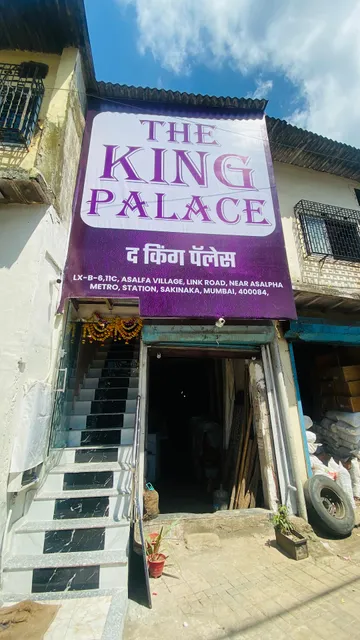 THE
KING
PALACE
द किंग पॅलेस
LX-B-6,11C, ASALFA VILLAGE, LINK ROAD, NEAR ASALPHA
METRO, STATION, SAKINAKA, MUMBAI, 400084,